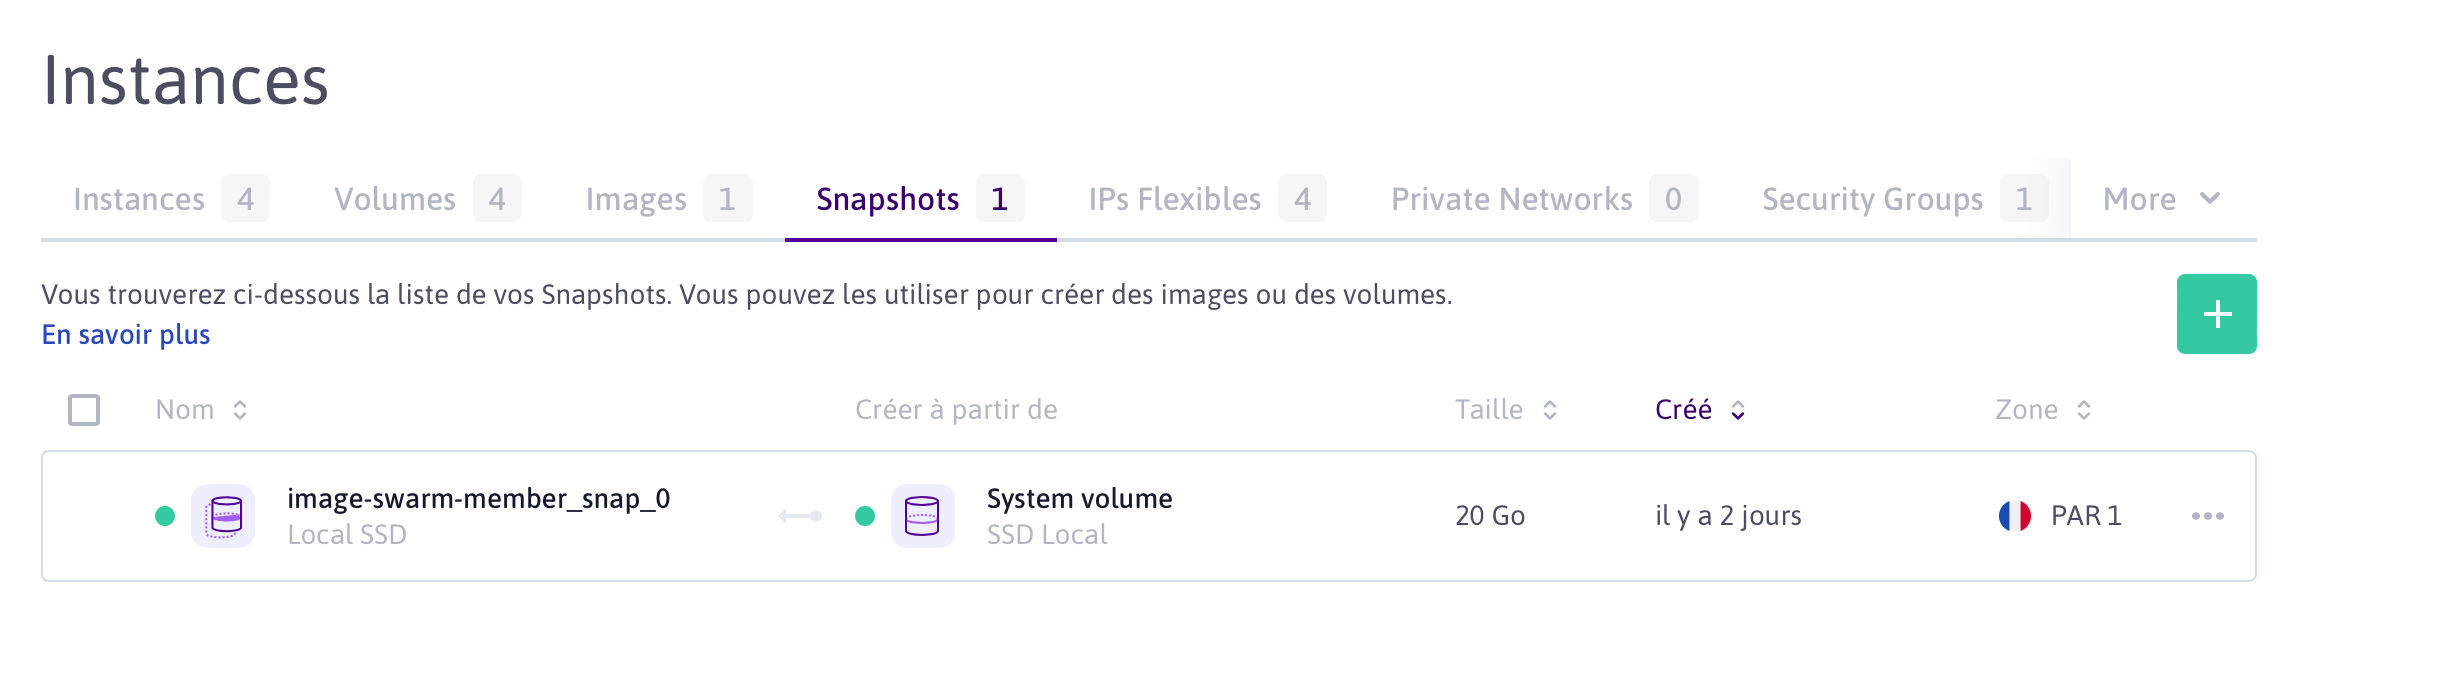 Instances
Instances 4 Volumes 4 Images 1 Snapshots 1 IPs Flexibles 4 Private Networks 0 Security Groups 1 More
Vous trouverez ci-dessous la liste de vos Snapshots. Vous pouvez les utiliser pour créer des images ou des volumes.
En savoir plus
Nom Créer à partir de Taille Créé Zone
image-swarm-member_snap_0 System volume 20 Go il y a 2 jours PAR 1
Local SSD SSD Local